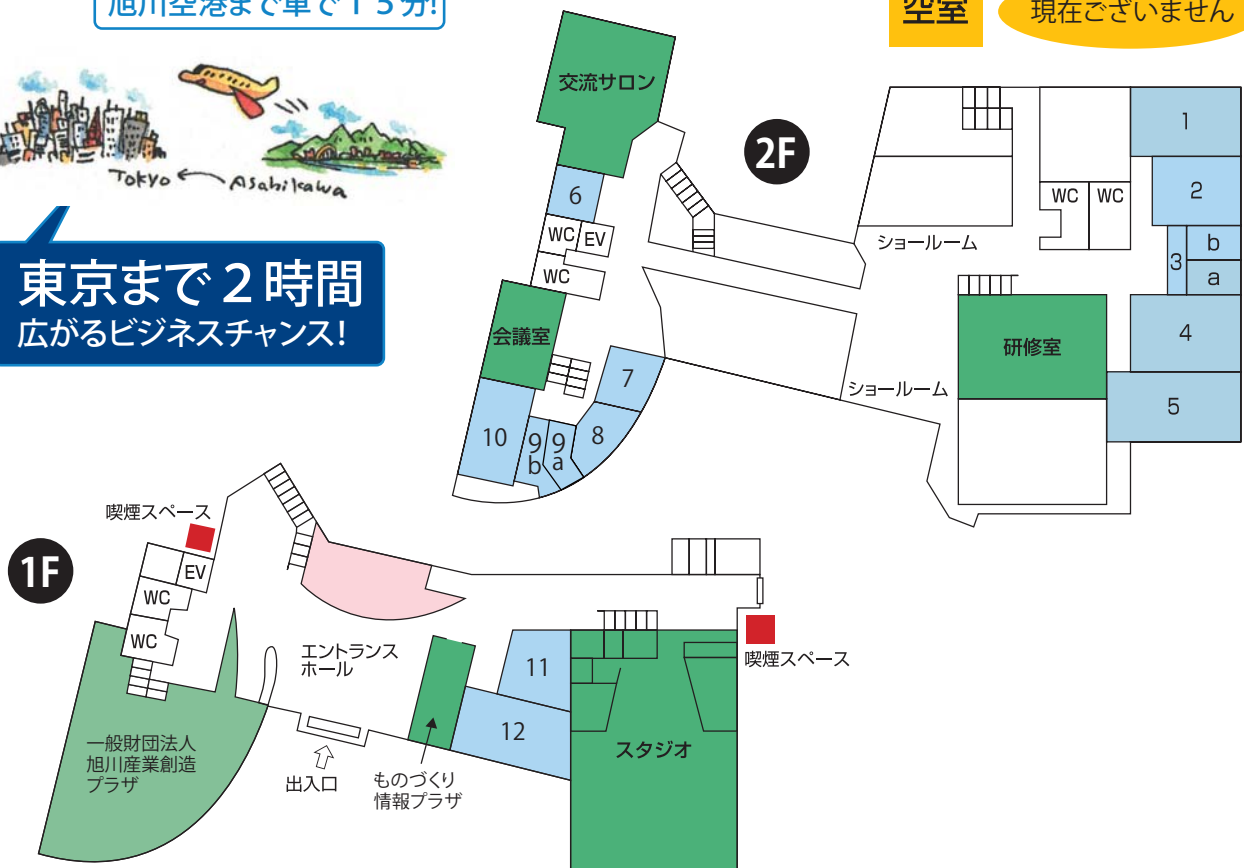 旭川空港まで車で15分!
空室
現在ございません
Tokyo ← Asahikawa
東京まで2時間
広がるビジネスチャンス!
2F
交流サロン
6
WC
EV
WC
会議室
7
8
9a
9b
10
ショールーム
ショールーム
WC
WC
研修室
1
2
3
b
a
4
5
1F
喫煙スペース
EV
WC
WC
エントランス
ホール
11
12
喫煙スペース
スタジオ
一般財団法人
旭川産業創造
プラザ
出入口
ものづくり
情報プラザ